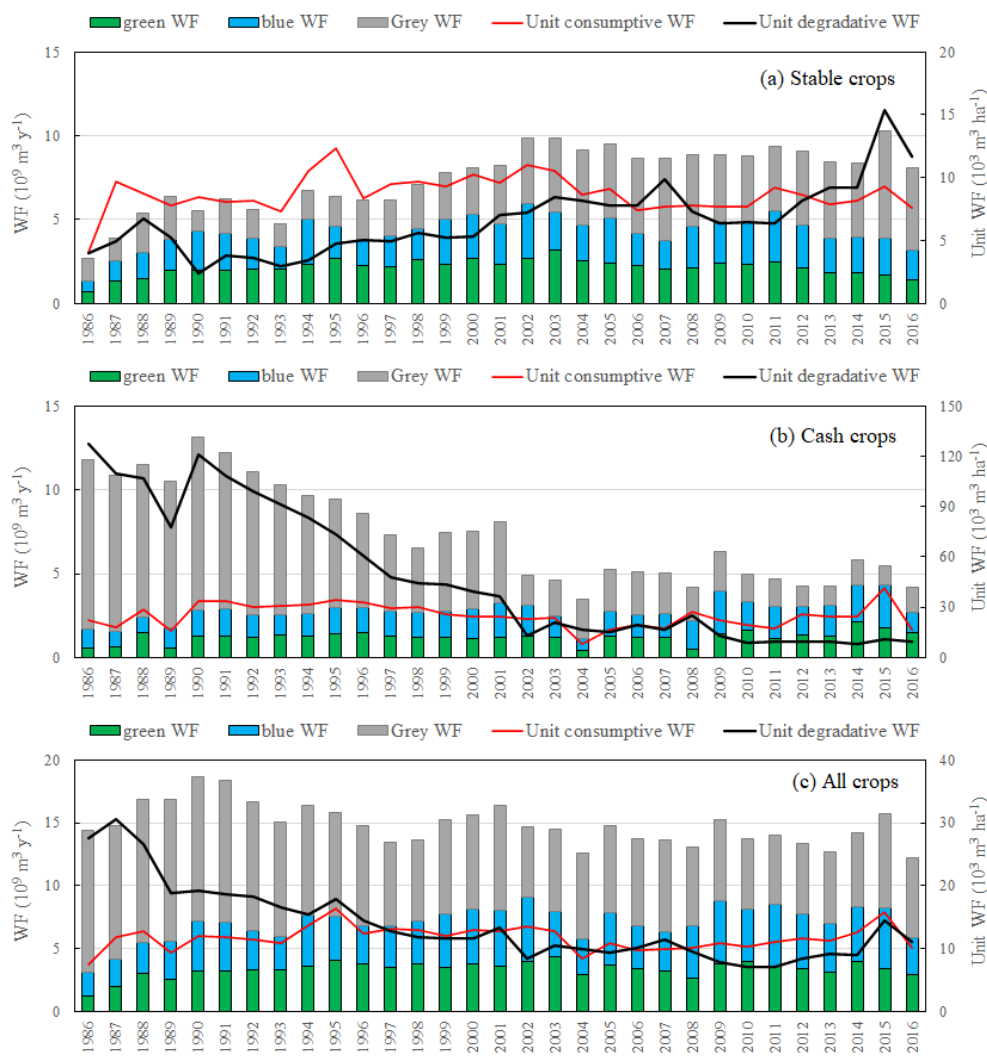 green WF blue WF Grey WF Unit consumptive WF Unit degradative WF
(a) Stable crops
WF (10⁹ m³ y⁻¹)
15
10
5
0
20
15
10
5
0
Unit WF (10³ m³ ha⁻¹)
1986 1987 1988 1989 1990 1991 1992 1993 1994 1995 1996 1997 1998 1999 2000 2001 2002 2003 2004 2005 2006 2007 2008 2009 2010 2011 2012 2013 2014 2015 2016
green WF blue WF Grey WF Unit consumptive WF Unit degradative WF
(b) Cash crops
WF (10⁹ m³ y⁻¹)
15
10
5
0
150
120
90
60
30
0
Unit WF (10³ m³ ha⁻¹)
1986 1987 1988 1989 1990 1991 1992 1993 1994 1995 1996 1997 1998 1999 2000 2001 2002 2003 2004 2005 2006 2007 2008 2009 2010 2011 2012 2013 2014 2015 2016
green WF blue WF Grey WF Unit consumptive WF Unit degradative WF
(c) All crops
WF (10⁹ m³ y⁻¹)
20
15
10
5
0
40
30
20
10
0
Unit WF (10³ m³ ha⁻¹)
1986 1987 1988 1989 1990 1991 1992 1993 1994 1995 1996 1997 1998 1999 2000 2001 2002 2003 2004 2005 2006 2007 2008 2009 2010 2011 2012 2013 2014 2015 2016